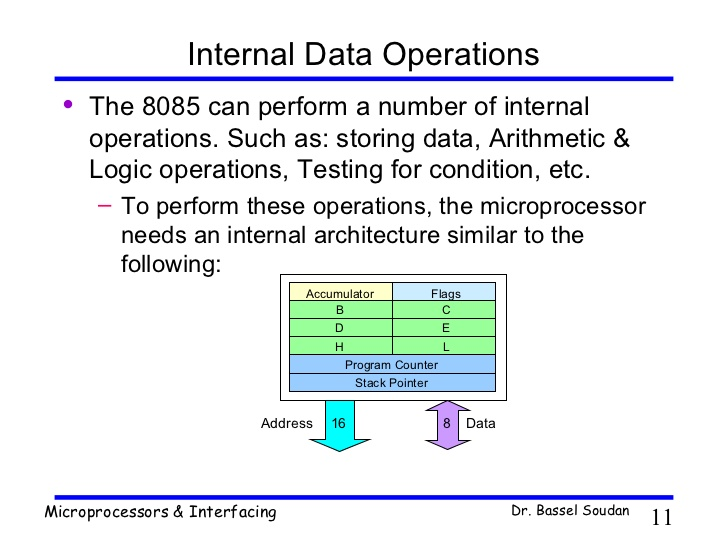 Internal Data Operations
• The 8085 can perform a number of internal
operations. Such as: storing data, Arithmetic &
Logic operations, Testing for condition, etc.
– To perform these operations, the microprocessor
needs an internal architecture similar to the
following:
Accumulator Flags
B C
D E
H L
Program Counter
Stack Pointer
Address 16 8 Data
Microprocessors & Interfacing Dr. Bassel Soudan 11